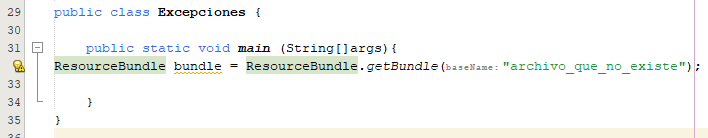 29 public class Excepciones {
30
31 public static void main (String[]args){
ResourceBundle bundle = ResourceBundle.getBundle(baseName: "archivo_que_no_existe");
33
34 }
35 }
36